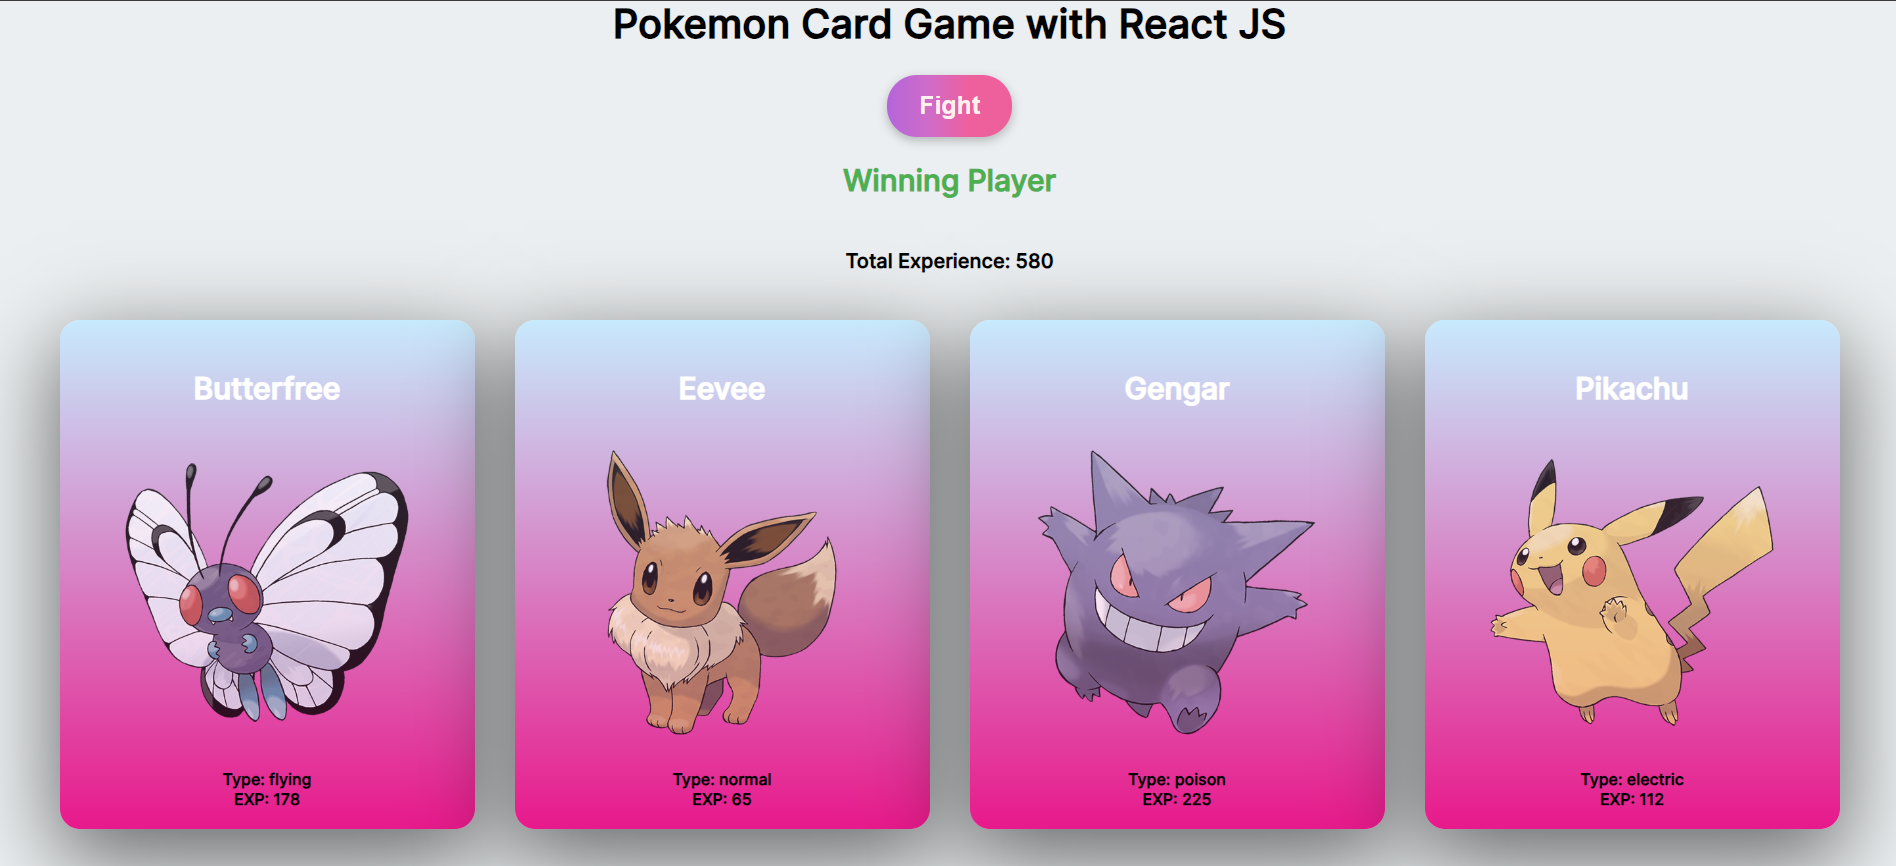 Pokemon Card Game with React JS
Fight
Winning Player
Total Experience: 580
Butterfree
Type: flying
EXP: 178
Eevee
Type: normal
EXP: 65
Gengar
Type: poison
EXP: 225
Pikachu
Type: electric
EXP: 112